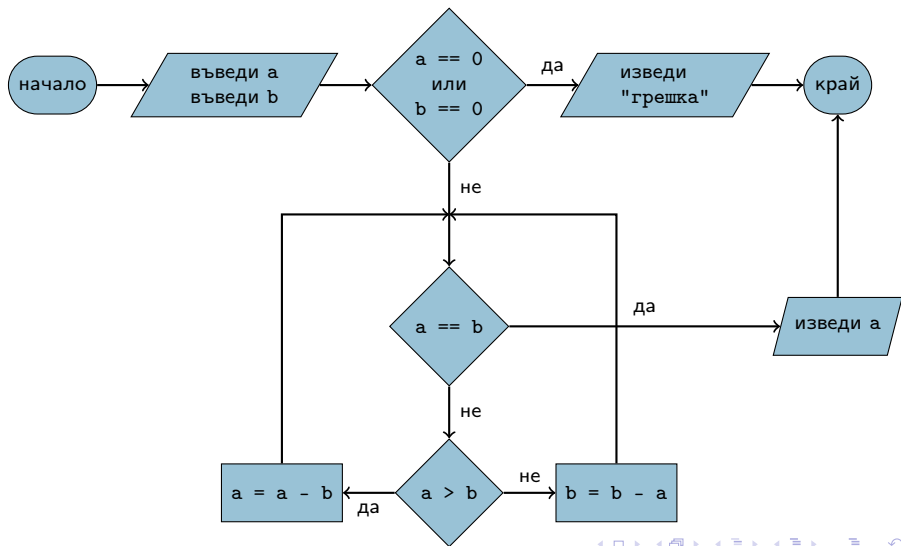 начало
въведи a
въведи b
a == 0
или
b == 0
да
изведи
"грешка"
край
не
a == b
да
изведи a
не
a = a - b
да
a > b
не
b = b - a